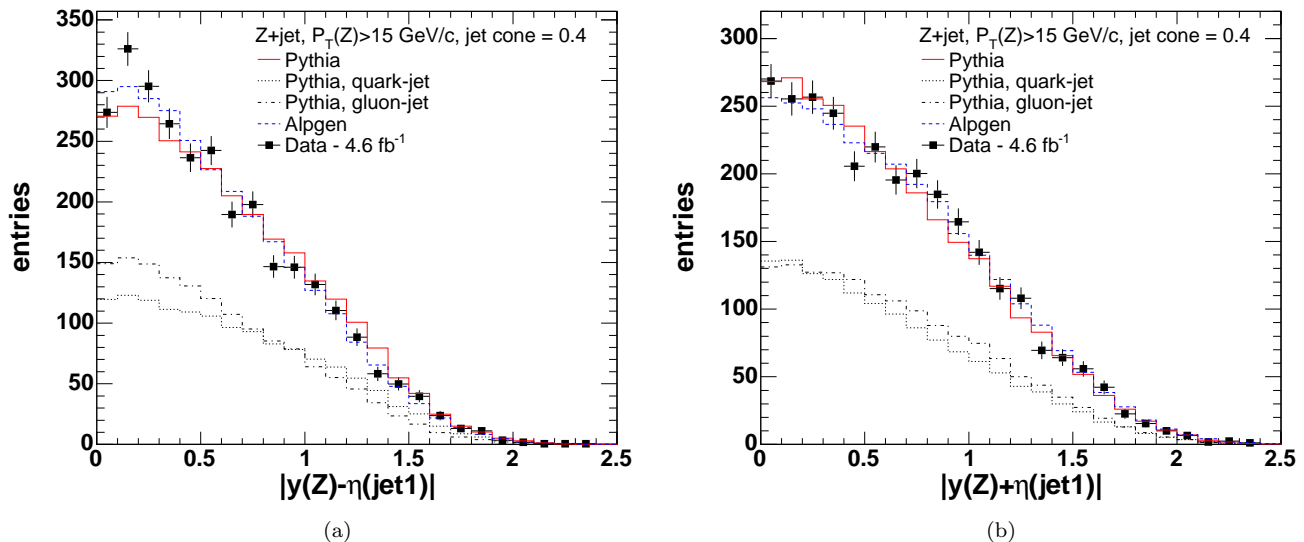 Z+jet, P_T(Z)>15 GeV/c, jet cone = 0.4
Pythia
Pythia, quark-jet
Pythia, gluon-jet
Alpgen
Data - 4.6 fb⁻¹
entries
350
300
250
200
150
100
50
0
0 0.5 1 1.5 2 2.5
|y(Z)-η(jet1)|
(a)
Z+jet, P_T(Z)>15 GeV/c, jet cone = 0.4
Pythia
Pythia, quark-jet
Pythia, gluon-jet
Alpgen
Data - 4.6 fb⁻¹
entries
300
250
200
150
100
50
0
0 0.5 1 1.5 2 2.5
|y(Z)+η(jet1)|
(b)